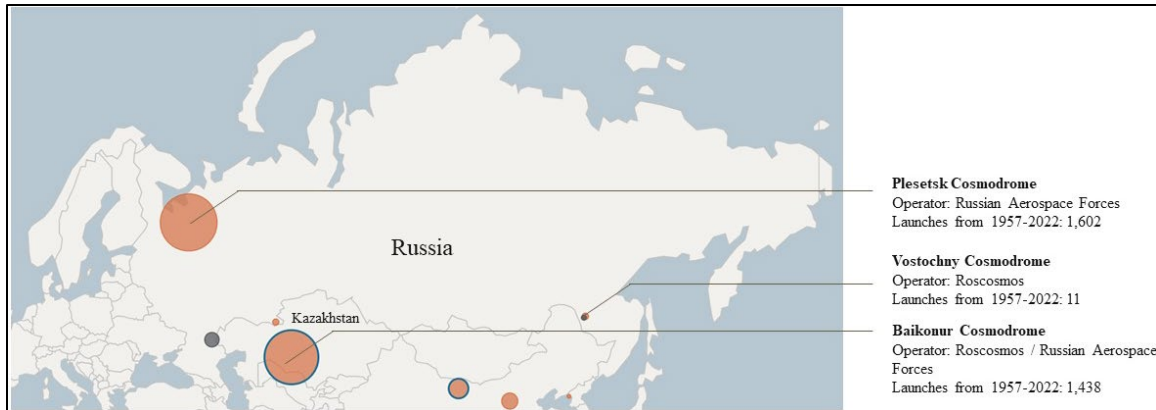 Plesetsk Cosmodrome
Operator: Russian Aerospace Forces
Launches from 1957-2022: 1,602
Russia
Vostochny Cosmodrome
Operator: Roscosmos
Launches from 1957-2022: 11
Kazakhstan
Baikonur Cosmodrome
Operator: Roscosmos / Russian Aerospace
Forces
Launches from 1957-2022: 1,438